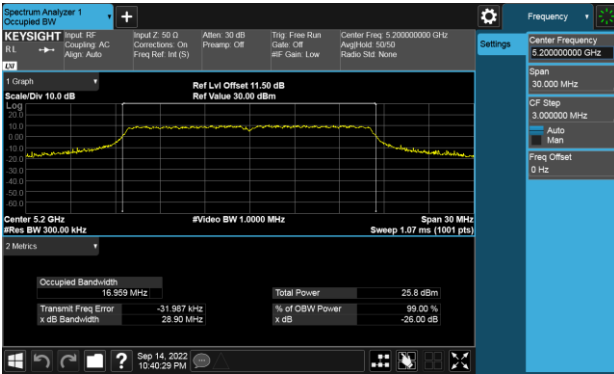 Spectrum Analyzer 1
Occupied BW
KEYSIGHT
RL
Input: RF
Coupling: AC
Align: Auto
Input Z: 50 Ω
Corrections: On
Freq Ref: Int (S)
Atten: 30 dB
Preamp: Off
Trig: Free Run
Gate: Off
#IF Gain: Low
Center Freq: 5.200000000 GHz
Avg|Hold: 50/50
Radio Std: None
1 Graph
Scale/Div 10.0 dB
Ref Lvl Offset 11.50 dB
Ref Value 30.00 dBm
Log
20.0
10.0
0.00
-10.0
-20.0
-30.0
-40.0
-50.0
-60.0
Center 5.2 GHz
#Res BW 300.00 kHz
#Video BW 1.0000 MHz
Span 30 MHz
Sweep 1.07 ms (1001 pts)
2 Metrics
Occupied Bandwidth
16.959 MHz
Transmit Freq Error -31.987 kHz
x dB Bandwidth 28.90 MHz
Total Power 25.8 dBm
% of OBW Power 99.00 %
x dB -26.00 dB
Sep 14, 2022
10:40:29 PM
Settings
Frequency
Center Frequency
5.200000000 GHz
Span
30.000 MHz
CF Step
3.000000 MHz
Auto
Man
Freq Offset
0 Hz